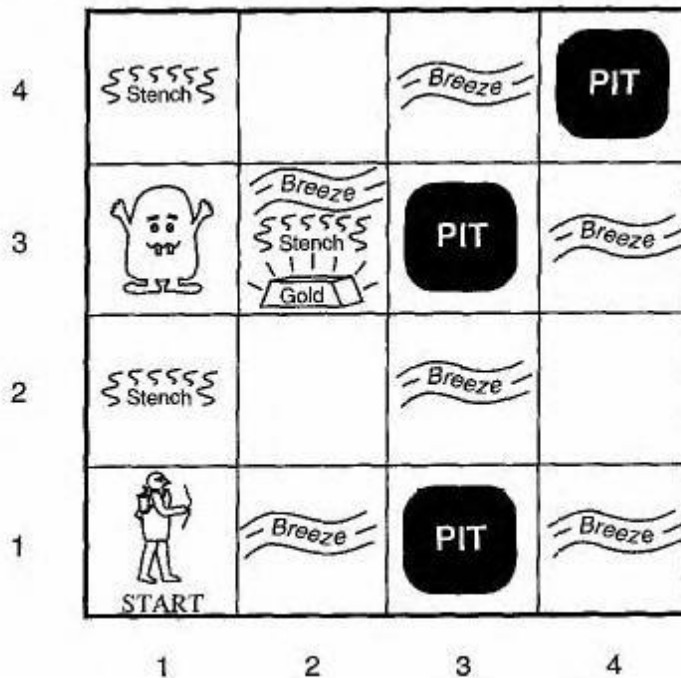 4
Stench
Breeze
PIT
3
Breeze
Stench
Gold
PIT
Breeze
2
Stench
Breeze
1
START
Breeze
PIT
Breeze
1 2 3 4